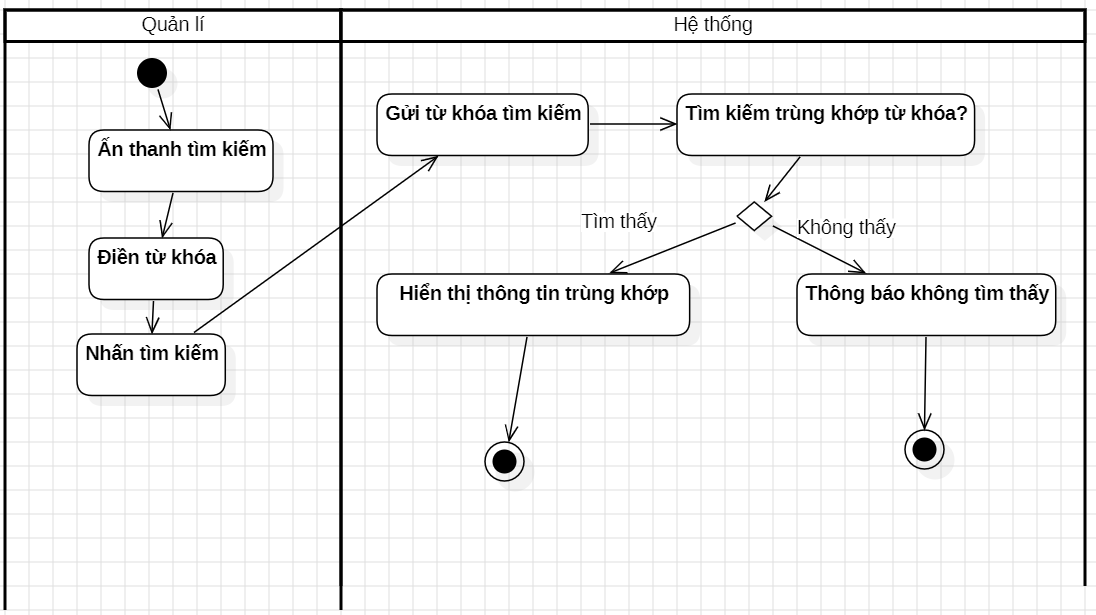 Quản lí
Hệ thống
Ấn thanh tìm kiếm
Điền từ khóa
Nhấn tìm kiếm
Gửi từ khóa tìm kiếm
Tìm kiếm trùng khớp từ khóa?
Tìm thấy
Không thấy
Hiển thị thông tin trùng khớp
Thông báo không tìm thấy